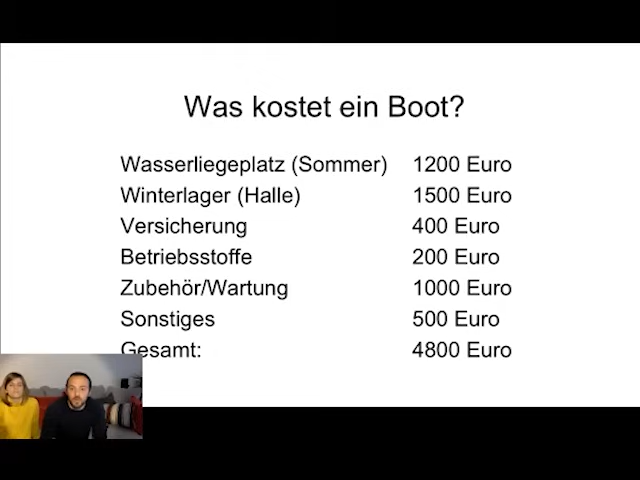 Was kostet ein Boot?
Wasserliegeplatz (Sommer) 1200 Euro
Winterlager (Halle) 1500 Euro
Versicherung 400 Euro
Betriebsstoffe 200 Euro
Zubehör/Wartung 1000 Euro
Sonstiges 500 Euro
Gesamt: 4800 Euro